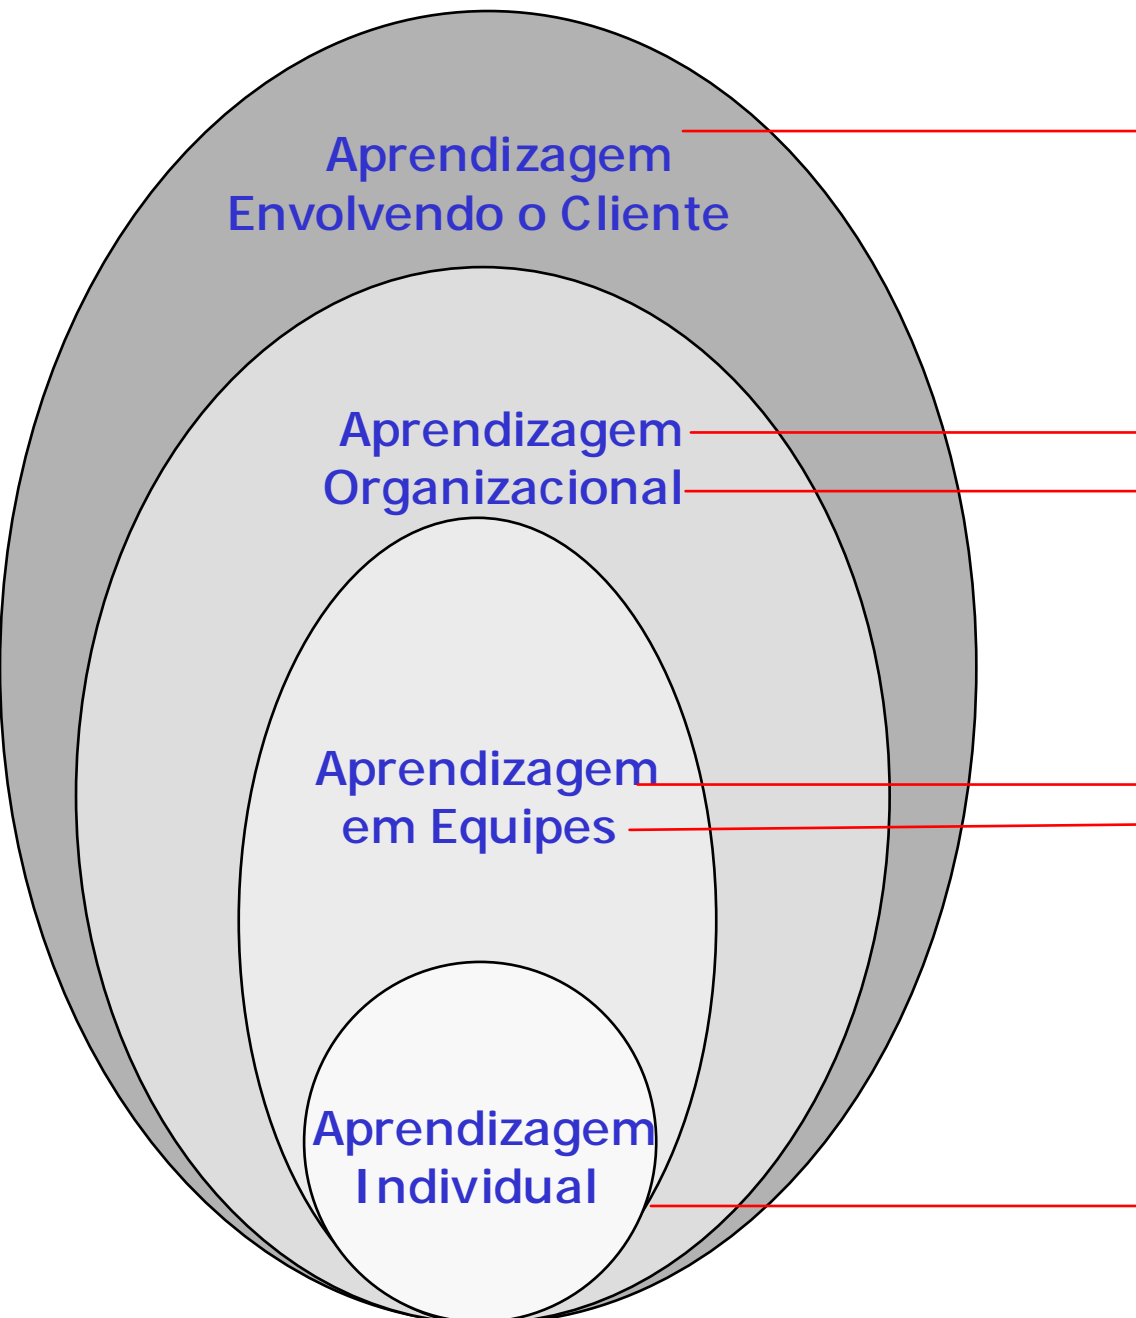 Aprendizagem
Envolvendo o Cliente
Aprendizagem
Organizacional
Aprendizagem
em Equipes
Aprendizagem
Individual